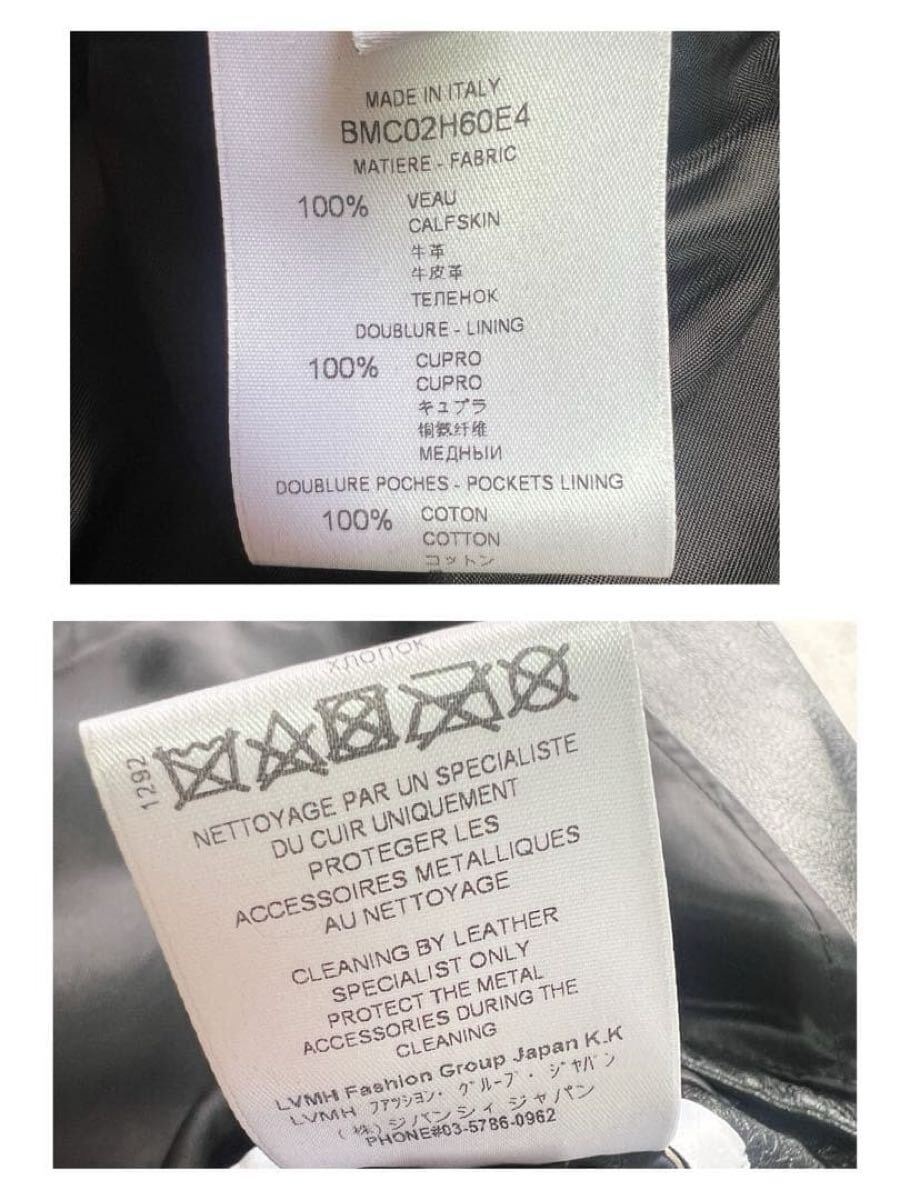 MADE IN ITALY
BMC02H60E4
MATIERE - FABRIC
100% VEAU
CALFSKIN
牛革
牛皮革
ТЕЛЕНОК
DOUBLURE - LINING
100% CUPRO
CUPRO
キュプラ
铜氨纤维
МЕДНЫЙ
DOUBLURE POCHES - POCKETS LINING
100% COTON
COTTON
コットン
ХЛОПОК
1292
NETTOYAGE PAR UN SPECIALISTE
DU CUIR UNIQUEMENT
PROTEGER LES
ACCESSOIRES METALLIQUES
AU NETTOYAGE
CLEANING BY LEATHER
SPECIALIST ONLY
PROTECT THE METAL
ACCESSORIES DURING THE
CLEANING
LVMH Fashion Group Japan K.K
LVMH ファッション・グループ・ジャパン
(株)ジバンシィ ジャパン
PHONE#03-5786-0962